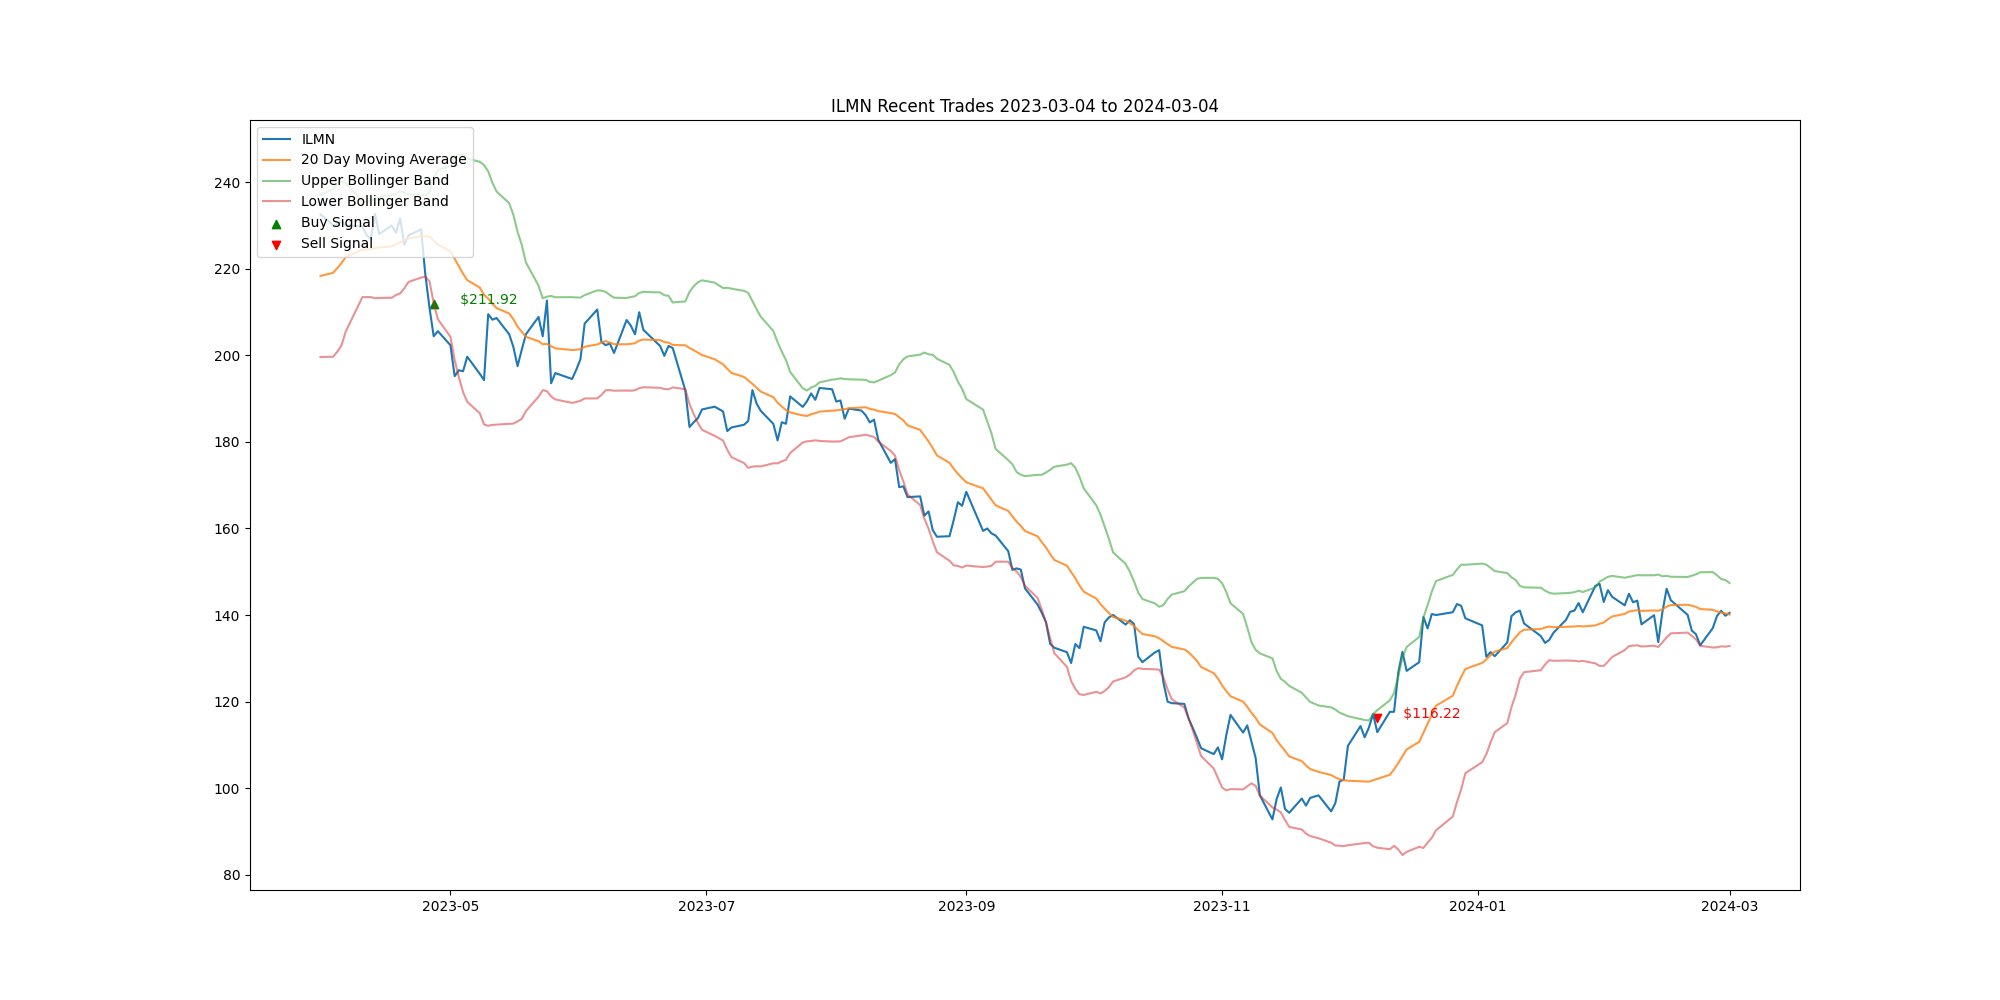 ILMN Recent Trades 2023-03-04 to 2024-03-04
ILMN
20 Day Moving Average
Upper Bollinger Band
Lower Bollinger Band
Buy Signal
Sell Signal
240
220
200
180
160
140
120
100
80
$211.92
$116.22
2023-05
2023-07
2023-09
2023-11
2024-01
2024-03